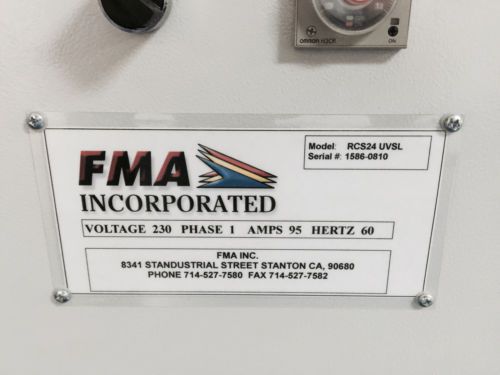 omron H3CR
ON
FMA
INCORPORATED
Model: RCS24 UVSL
Serial #: 1586-0810
VOLTAGE 230 PHASE 1 AMPS 95 HERTZ 60
FMA INC.
8341 STANDUSTRIAL STREET STANTON CA, 90680
PHONE 714-527-7580 FAX 714-527-7582